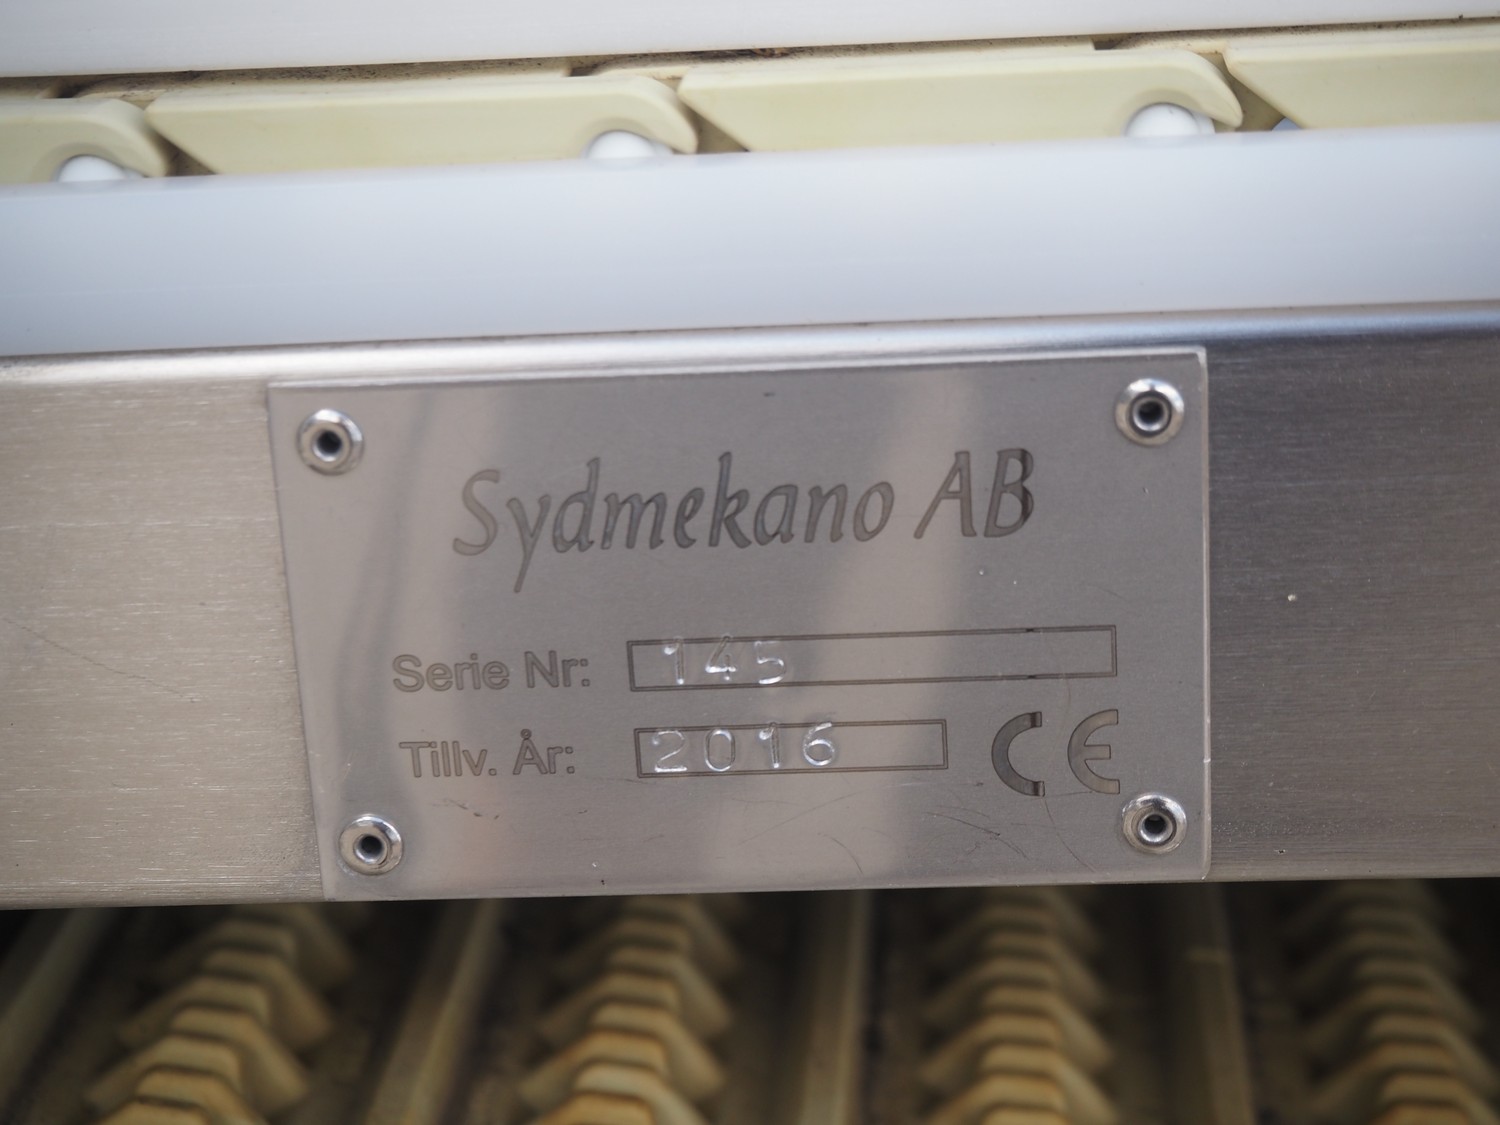 Sydmekano AB
Serie Nr: 145
Tillv. År: 2016 CE